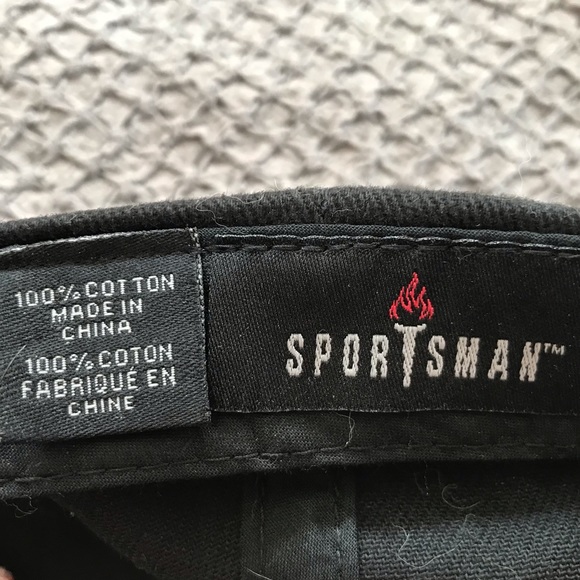 100% COTTON
MADE IN
CHINA
100% COTON
FABRIQUÉ EN
CHINE
SPORTSMAN™